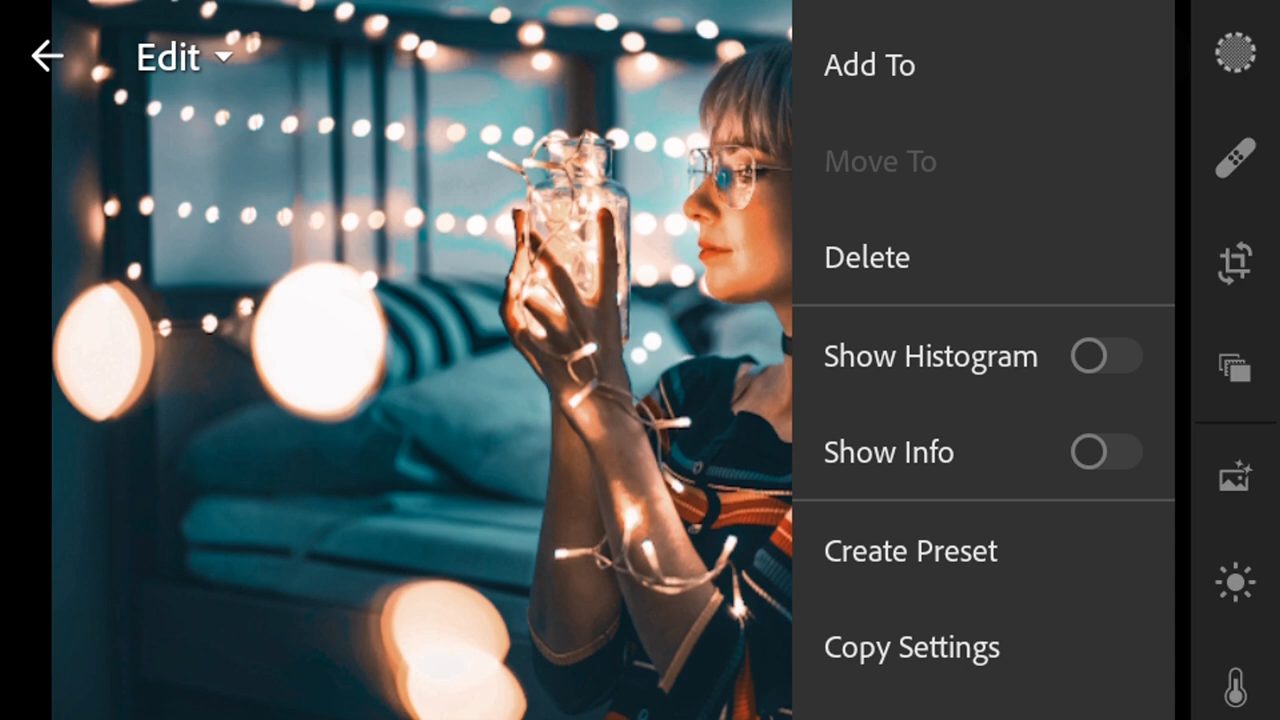 Edit
Add To
Move To
Delete
Show Histogram
Show Info
Create Preset
Copy Settings